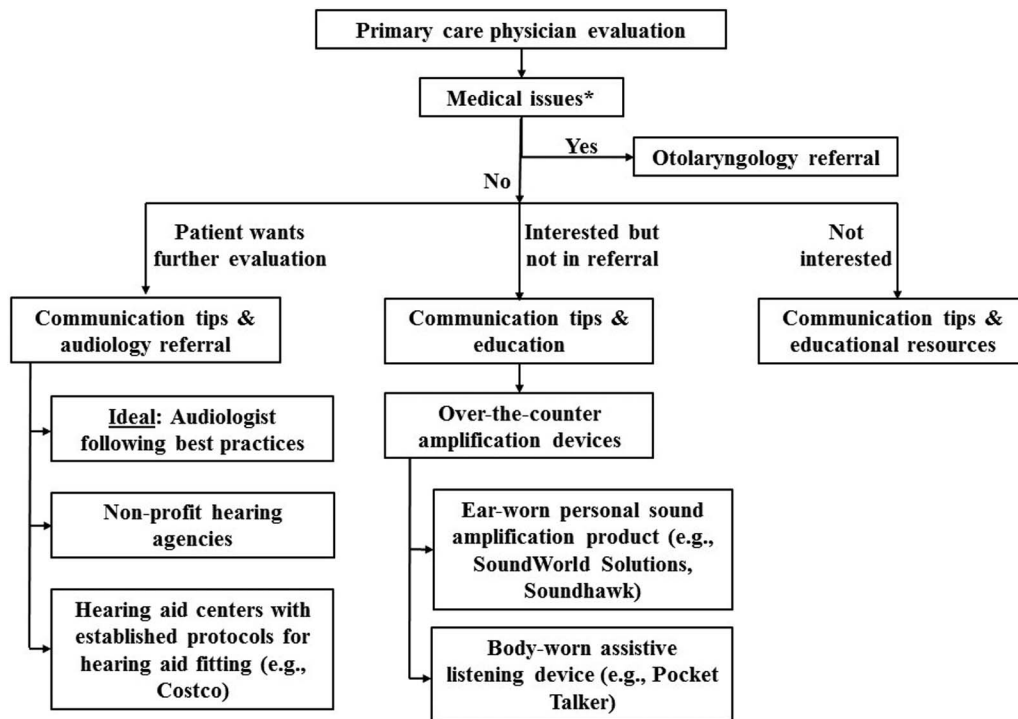 Primary care physician evaluation
Medical issues*
Yes
Otolaryngology referral
No
Patient wants
further evaluation
Interested but
not in referral
Not
interested
Communication tips &
audiology referral
Communication tips &
education
Communication tips &
educational resources
Ideal: Audiologist
following best practices
Non-profit hearing
agencies
Hearing aid centers with
established protocols for
hearing aid fitting (e.g.,
Costco)
Over-the-counter
amplification devices
Ear-worn personal sound
amplification product (e.g.,
SoundWorld Solutions,
Soundhawk)
Body-worn assistive
listening device (e.g., Pocket
Talker)